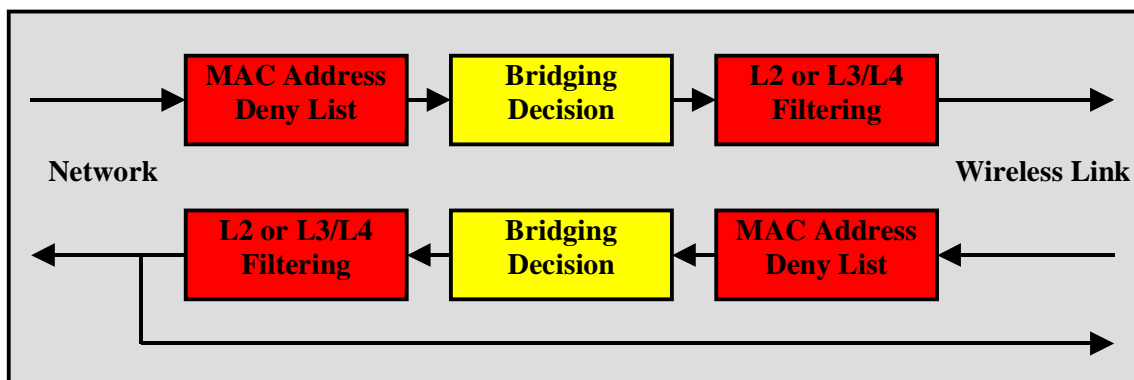 MAC Address
Deny List
Bridging
Decision
L2 or L3/L4
Filtering
Network
Wireless Link
L2 or L3/L4
Filtering
Bridging
Decision
MAC Address
Deny List